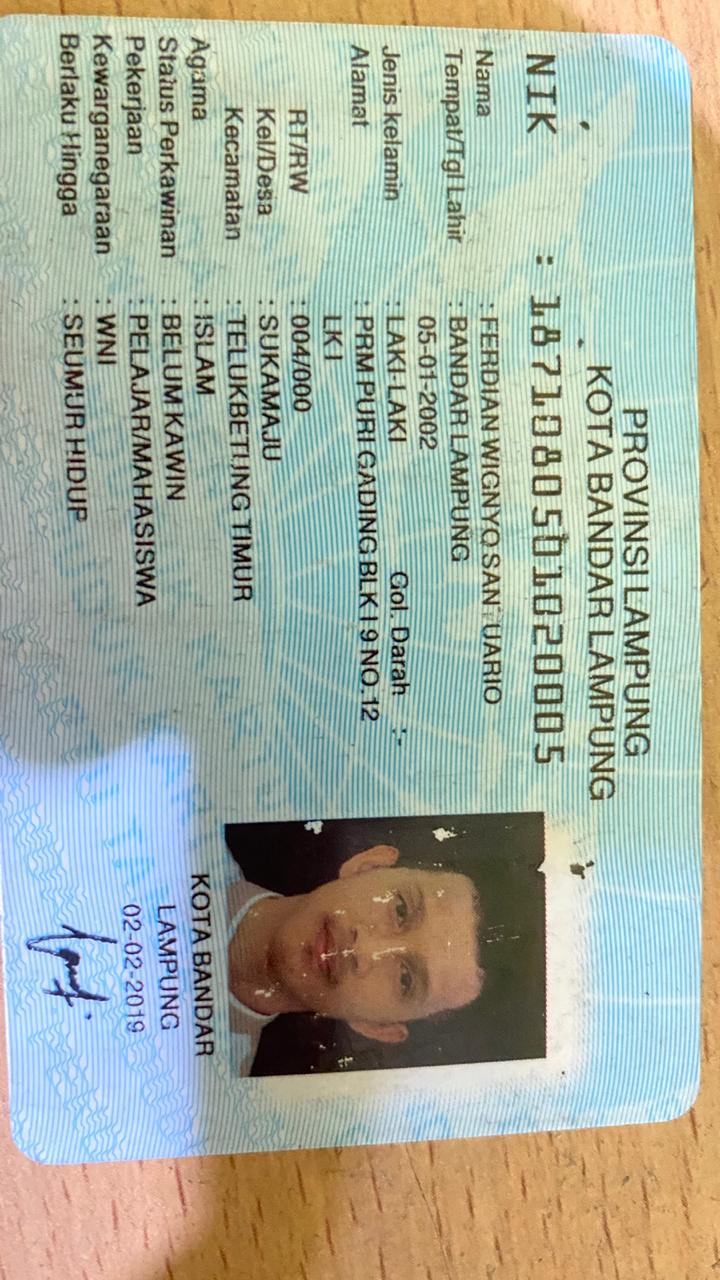 PROVINSI LAMPUNG
KOTA BANDAR LAMPUNG
NIK : 1871080501020005
Nama : FERDIAN WIGNYO SANTUARIO
Tempat/Tgl Lahir : BANDAR LAMPUNG
05-01-2002
Jenis kelamin : LAKI-LAKI Gol. Darah : -
Alamat : PRM PURI GADING BLK I 9 NO.12
LK I
RT/RW : 004/000
Kel/Desa : SUKAMAJU
Kecamatan : TELUKBETUNG TIMUR
Agama : ISLAM
Status Perkawinan : BELUM KAWIN
Pekerjaan : PELAJAR/MAHASISWA
Kewarganegaraan : WNI
Berlaku Hingga : SEUMUR HIDUP
KOTA BANDAR
LAMPUNG
02-02-2019